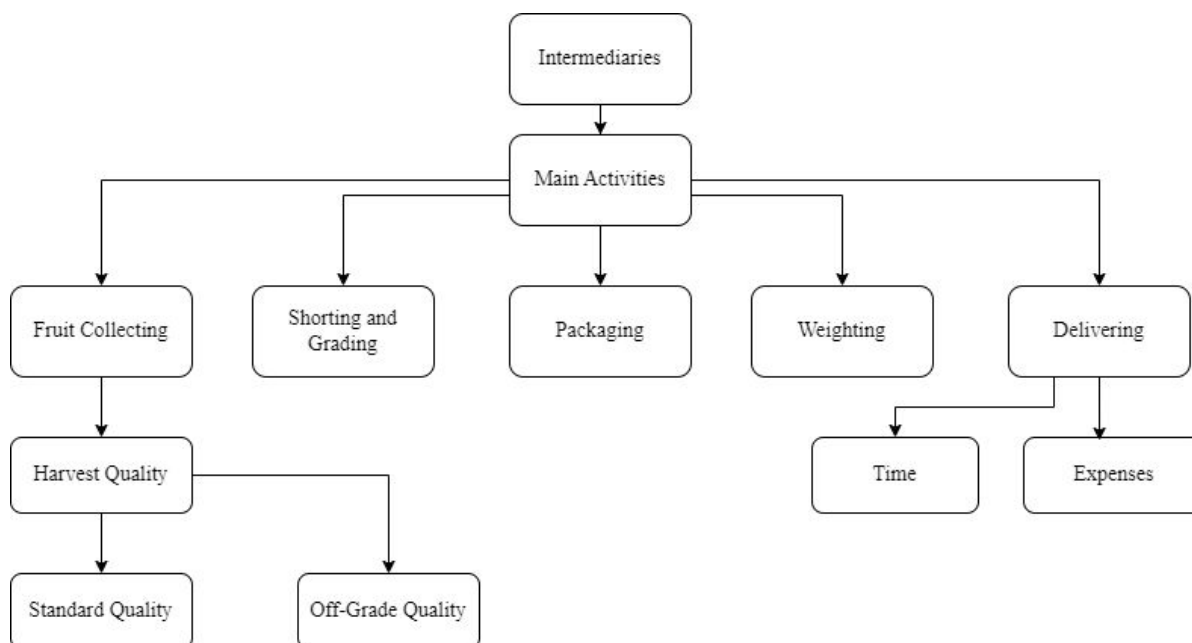 Intermediaries
Main Activities
Fruit Collecting
Shorting and
Grading
Packaging
Weighting
Delivering
Harvest Quality
Time
Expenses
Standard Quality
Off-Grade Quality